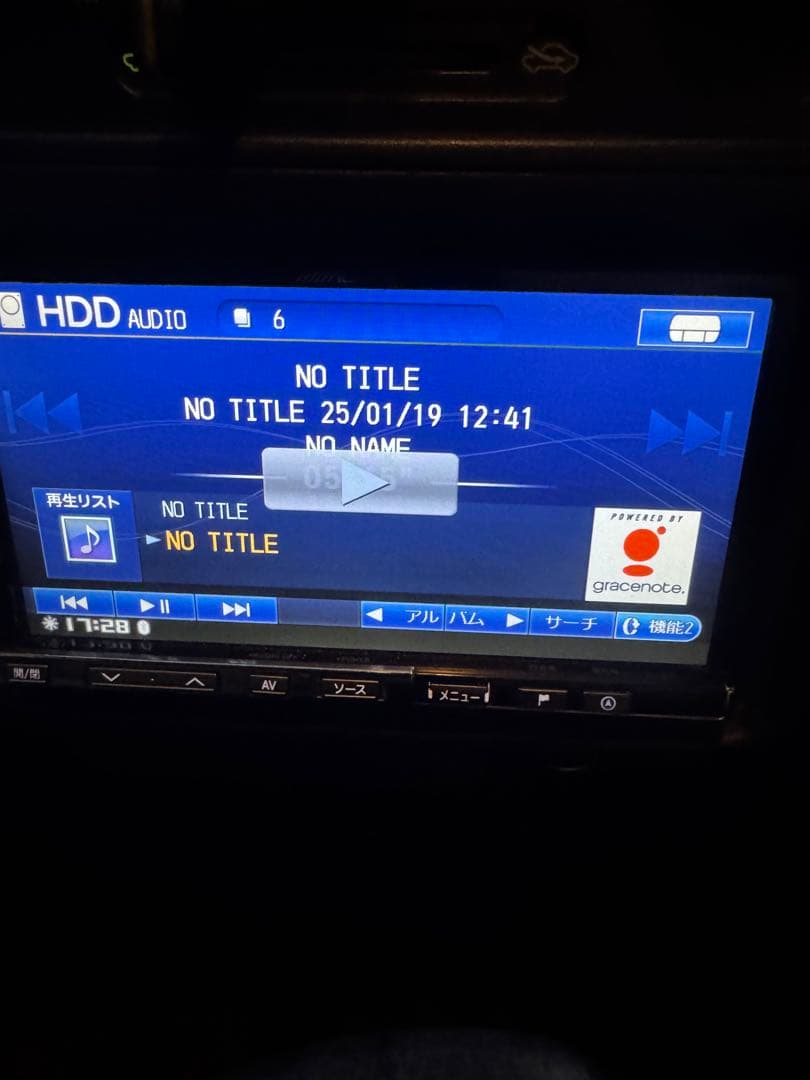 HDD AUDIO 6
NO TITLE
NO TITLE 25/01/19 12:41
NO NAME
再生リスト
NO TITLE
NO TITLE
POWERED BY
gracenote.
アルバム サーチ 機能2
17:28
開/閉 AV ソース メニュー A